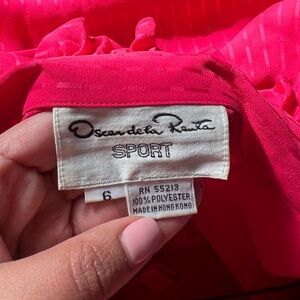 Oscar de la Renta
SPORT
6
RN 55213
100% POLYESTER
MADE IN HONG KONG